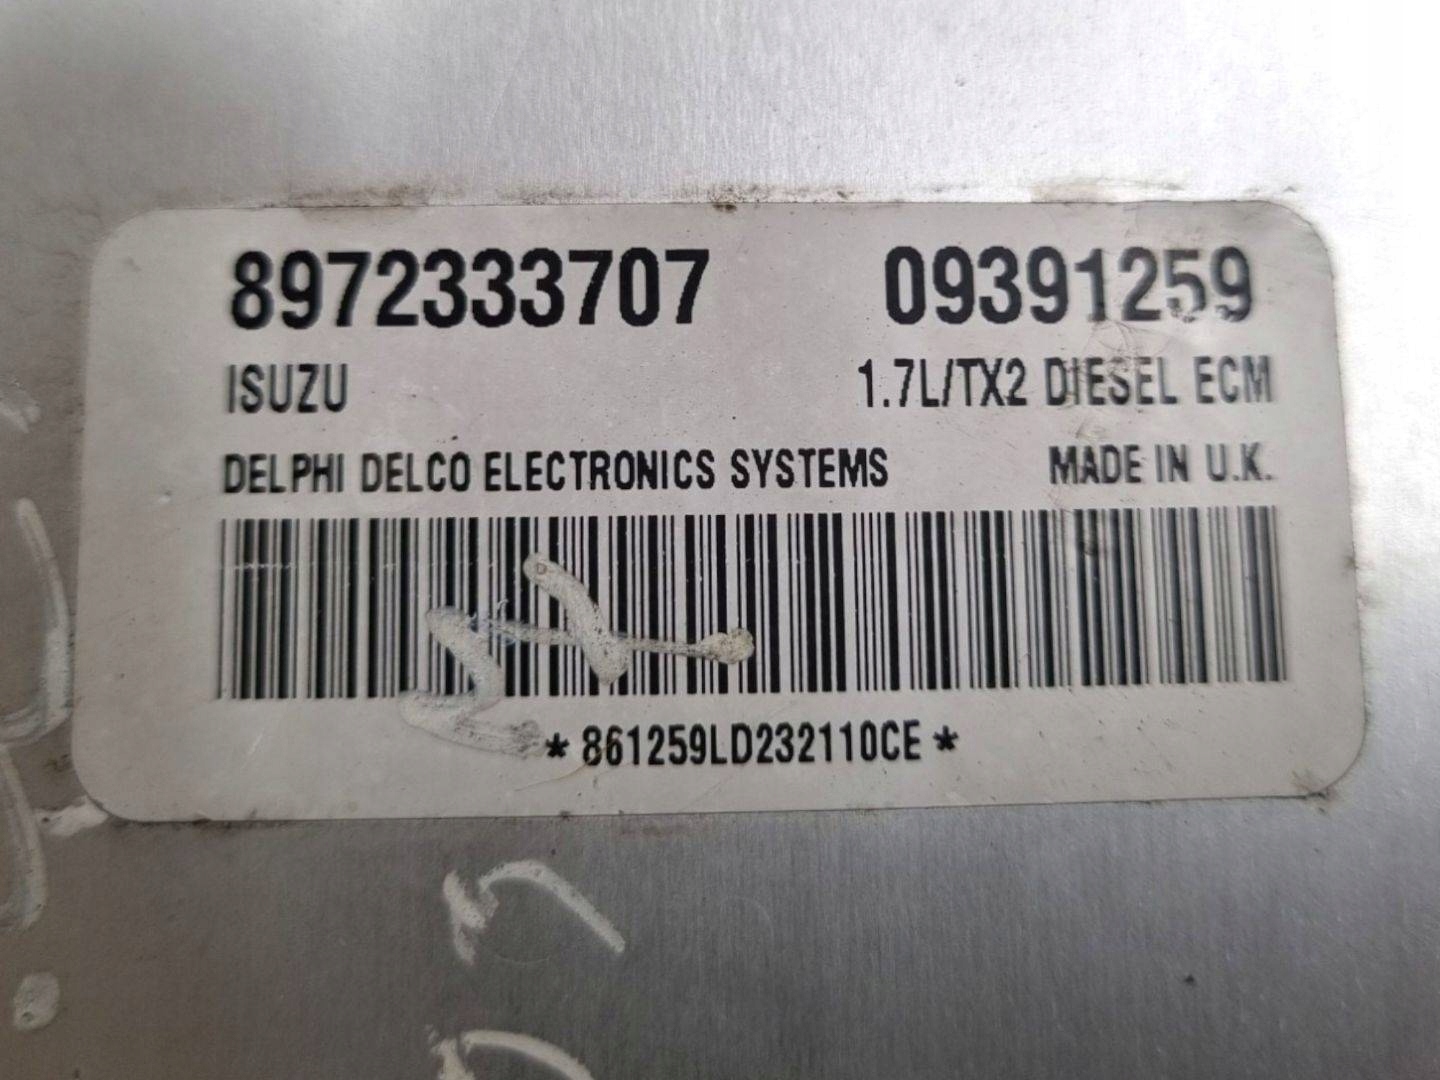 8972333707 09391259
ISUZU 1.7L/TX2 DIESEL ECM
DELPHI DELCO ELECTRONICS SYSTEMS MADE IN U.K.
*861259LD232110CE*